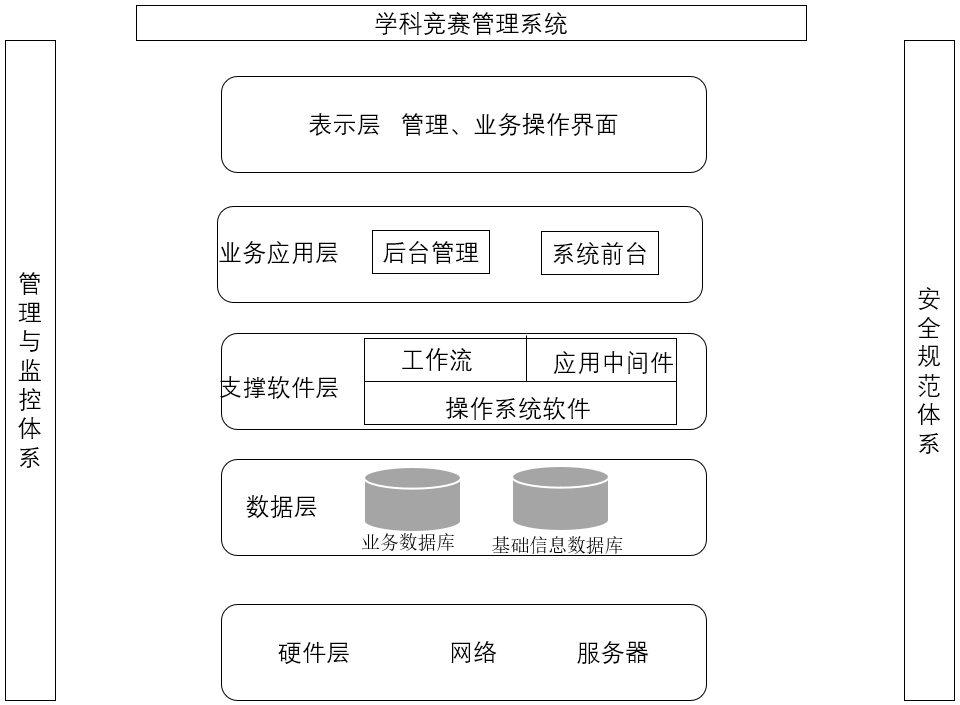 学科竞赛管理系统
管理与监控体系
表示层 管理、业务操作界面
业务应用层 后台管理 系统前台
支撑软件层 工作流 应用中间件
操作系统软件
数据层
业务数据库 基础信息数据库
硬件层 网络 服务器
安全规范体系